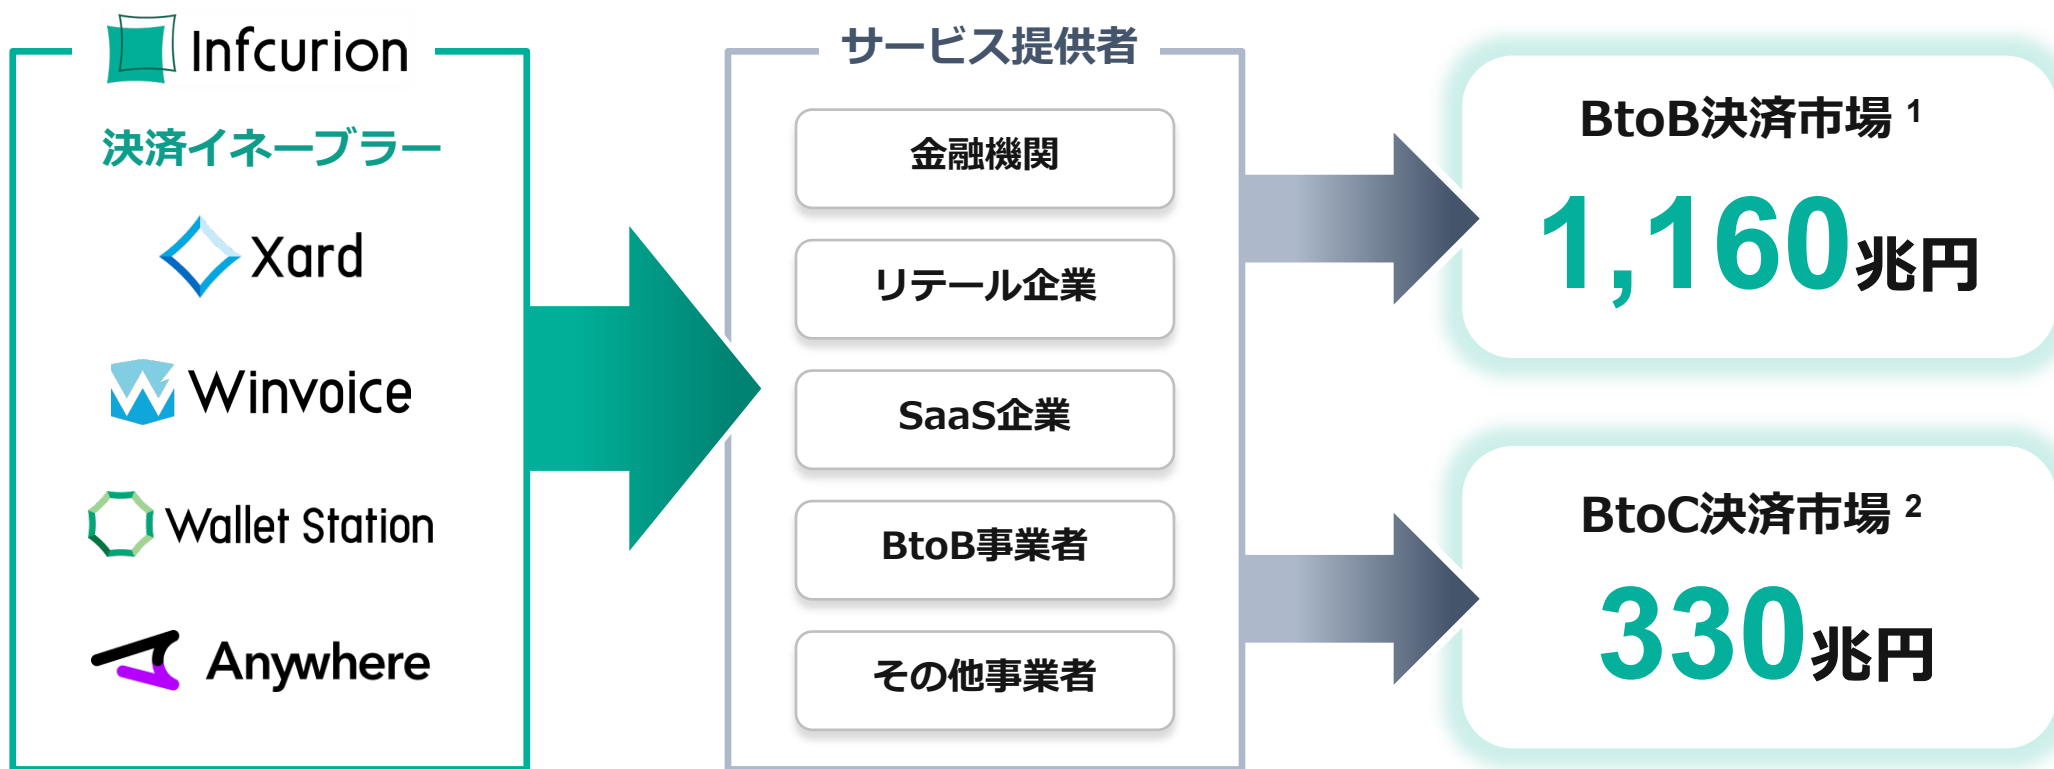 Infcurion
決済イネーブラー
Xard
Winvoice
Wallet Station
Anywhere
サービス提供者
金融機関
リテール企業
SaaS企業
BtoB事業者
その他事業者
BtoB決済市場 1
1,160兆円
BtoC決済市場 2
330兆円